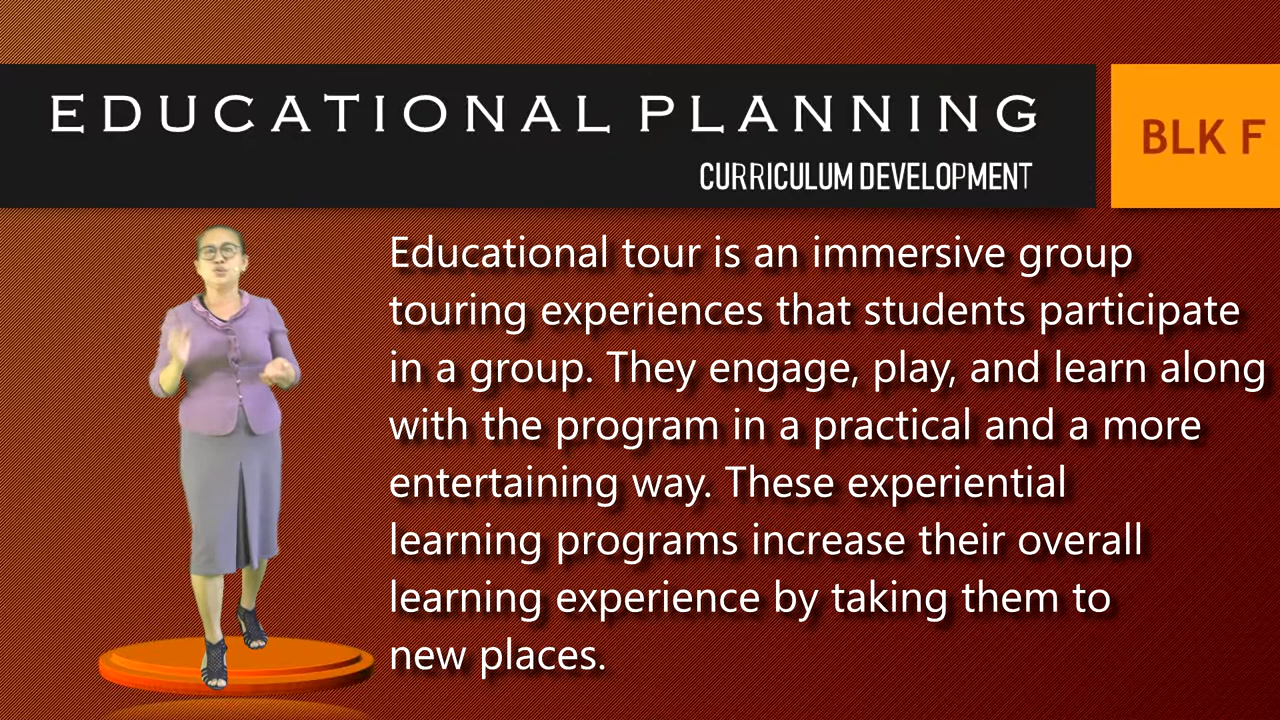 EDUCATIONAL PLANNING
CURRICULUM DEVELOPMENT
BLK F
Educational tour is an immersive group
touring experiences that students participate
in a group. They engage, play, and learn along
with the program in a practical and a more
entertaining way. These experiential
learning programs increase their overall
learning experience by taking them to
new places.